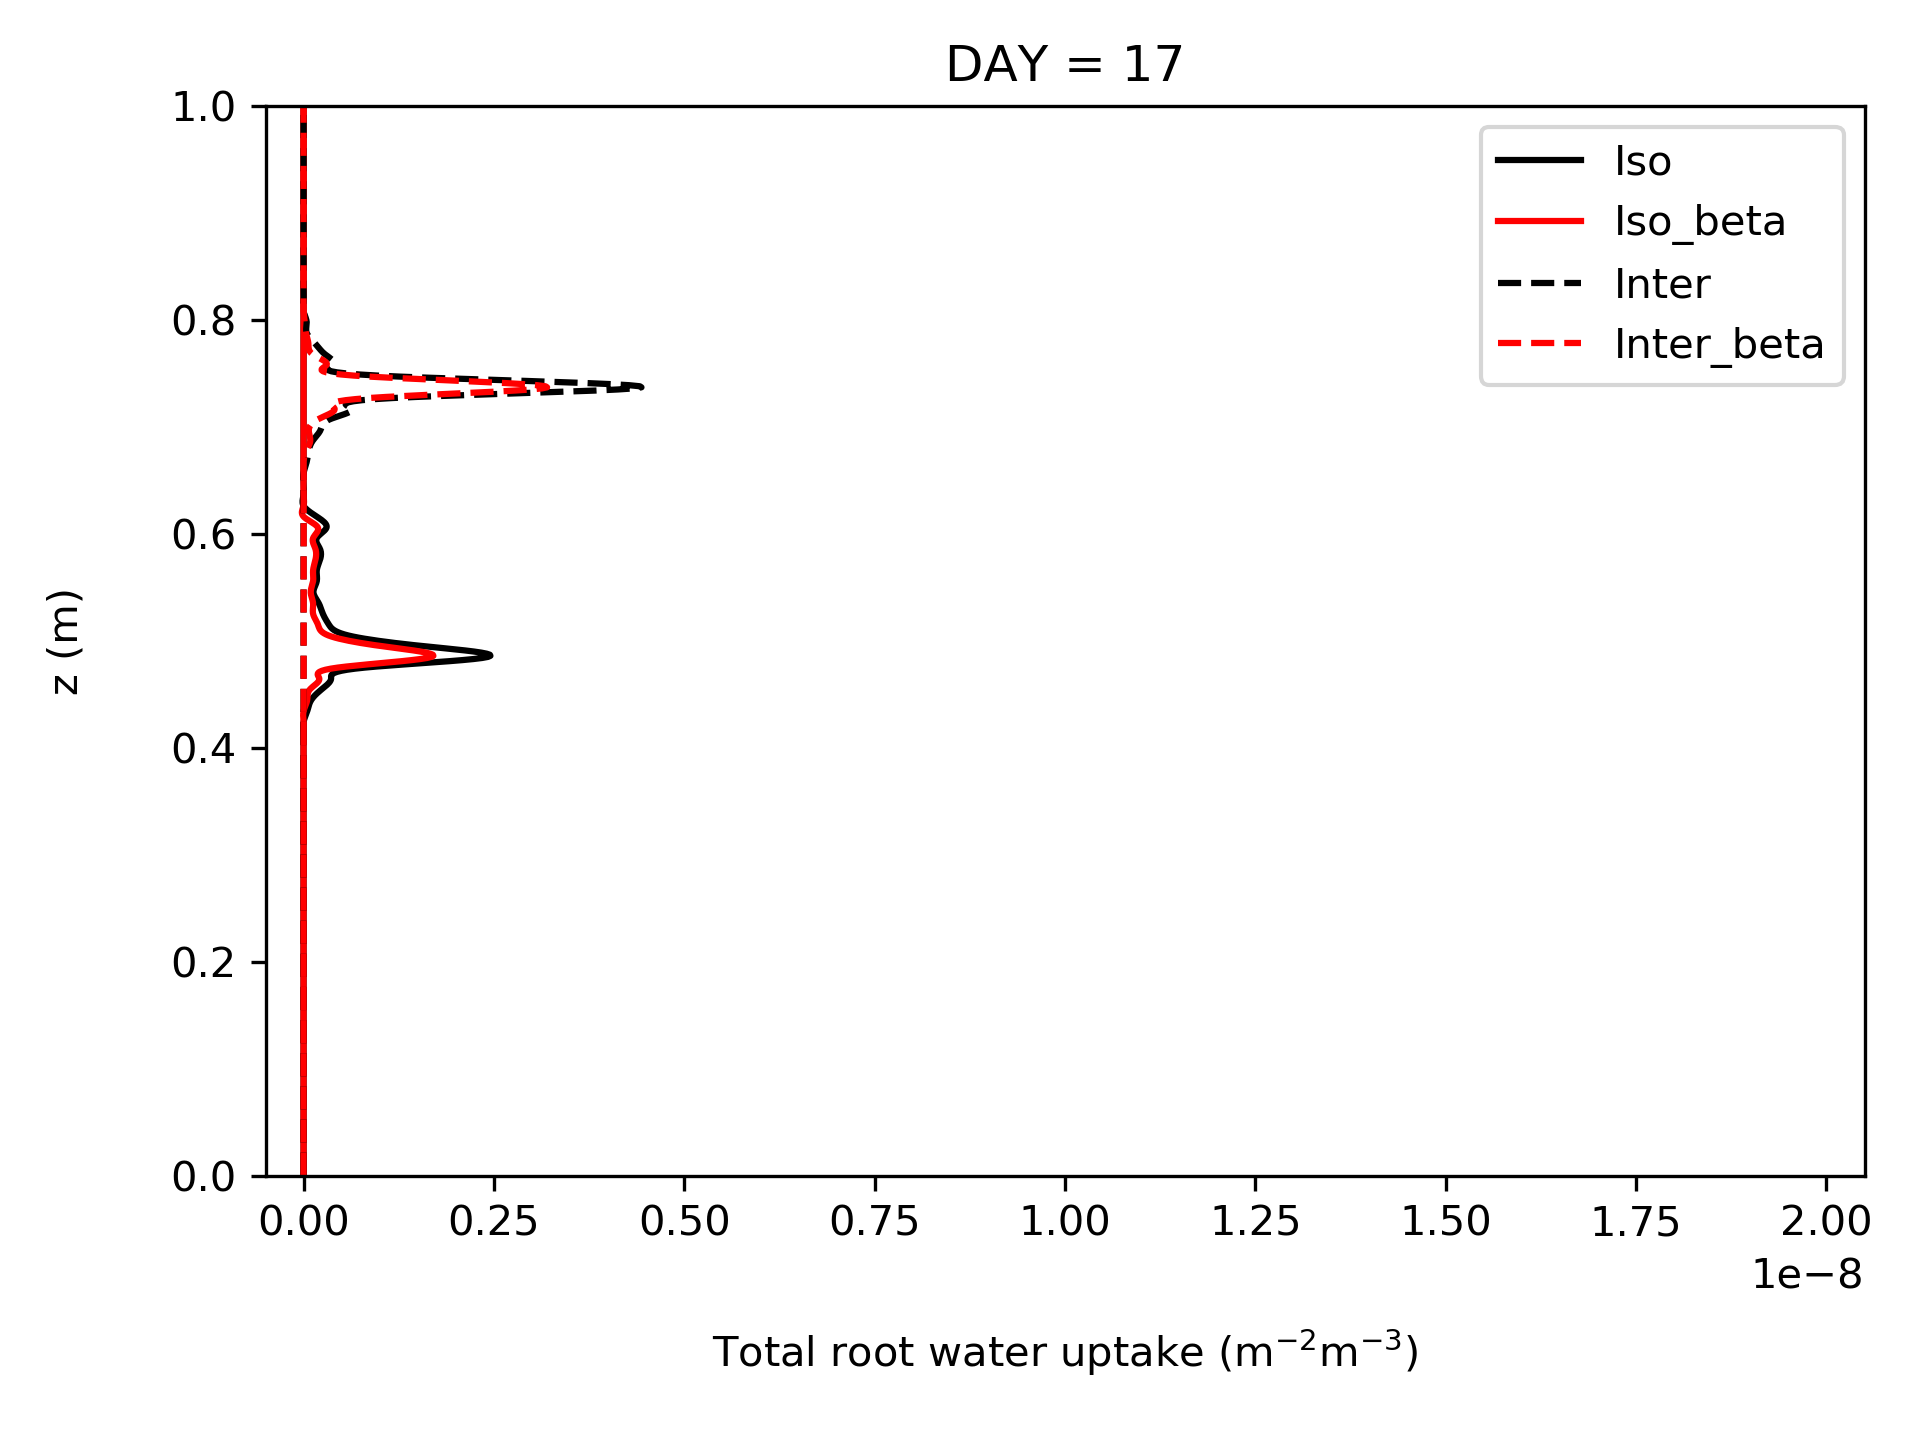 DAY = 17
1.0
0.8
0.6
0.4
0.2
0.0
z (m)
Iso
Iso_beta
Inter
Inter_beta
0.00 0.25 0.50 0.75 1.00 1.25 1.50 1.75 2.00
1e−8
Total root water uptake (m⁻²m⁻³)